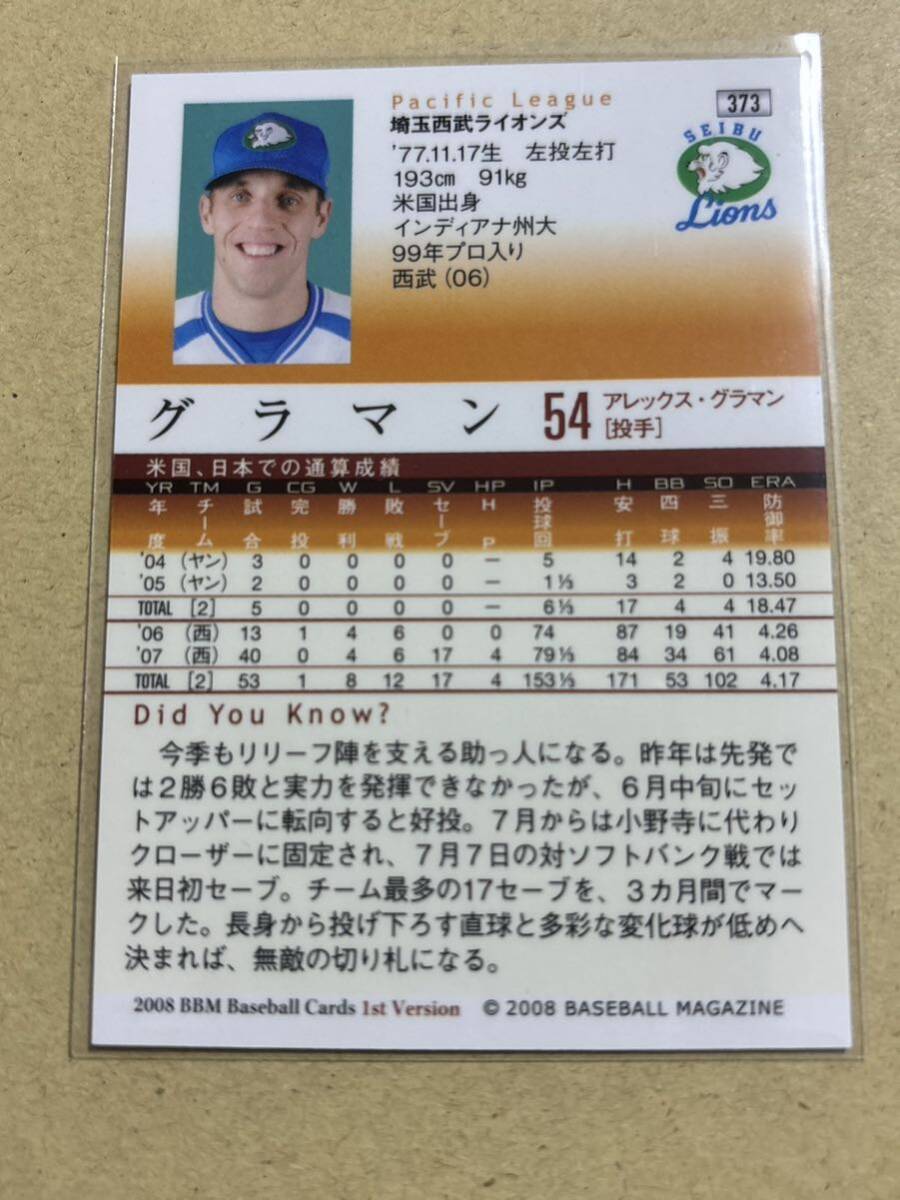 Pacific League
373
埼玉西武ライオンズ
SEIBU
Lions
'77.11.17生 左投左打
193cm 91kg
米国出身
インディアナ州大
99年プロ入り
西武(06)
グラマン 54 アレックス・グラマン
[投手]
米国、日本での通算成績
YR TM G CG W L SV HP IP H BB SO ERA
年度 チーム 試合 完投 勝利 敗戦 セーブ HP 投球回 安打 四球 三振 防御率
'04 (ヤン) 3 0 0 0 0 − 5 14 2 4 19.80
'05 (ヤン) 2 0 0 0 0 − 1⅓ 3 2 0 13.50
TOTAL [2] 5 0 0 0 0 − 6⅓ 17 4 4 18.47
'06 (西) 13 1 4 6 0 0 74 87 19 41 4.26
'07 (西) 40 0 4 6 17 4 79⅓ 84 34 61 4.08
TOTAL [2] 53 1 8 12 17 4 153⅓ 171 53 102 4.17
Did You Know?
今季もリリーフ陣を支える助っ人になる。昨年は先発で
は2勝6敗と実力を発揮できなかったが、6月中旬にセッ
トアッパーに転向すると好投。7月からは小野寺に代わり
クローザーに固定され、7月7日の対ソフトバンク戦では
来日初セーブ。チーム最多の17セーブを、3カ月間でマー
クした。長身から投げ下ろす直球と多彩な変化球が低めへ
決まれば、無敵の切り札になる。
2008 BBM Baseball Cards 1st Version © 2008 BASEBALL MAGAZINE